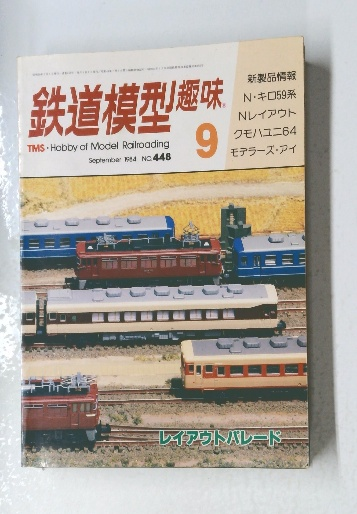 鉄道模型趣味
TMS・Hobby of Model Railroading
September 1984 NO.448
9
新製品情報
N・キロ59系
Nレイアウト
クモハユニ64
モデラーズ・アイ
レイアウトパレード